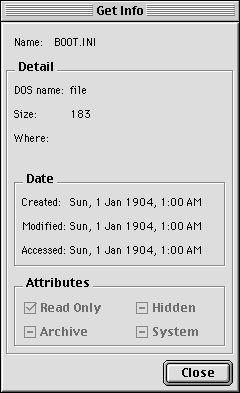 Get Info
Name: BOOT.INI
Detail
DOS name: file
Size: 183
Where:
Date
Created: Sun, 1 Jan 1904, 1:00 AM
Modified: Sun, 1 Jan 1904, 1:00 AM
Accessed: Sun, 1 Jan 1904, 1:00 AM
Attributes
Read Only Hidden
Archive System
Close